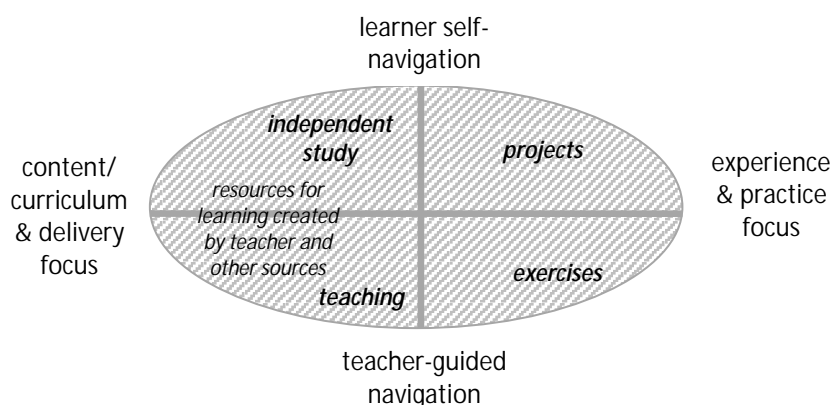 learner self-
navigation
independent
study
projects
content/
curriculum
& delivery
focus
resources for
learning created
by teacher and
other sources
experience
& practice
focus
teaching
exercises
teacher-guided
navigation